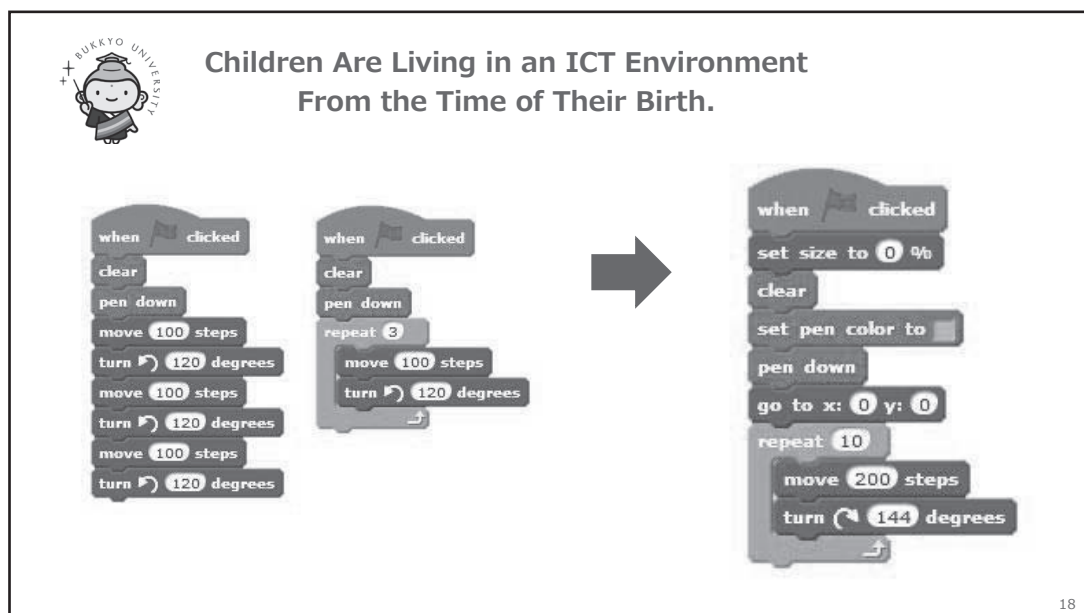 BUKKYO UNIVERSITY
Children Are Living in an ICT Environment
From the Time of Their Birth.
when clicked
clear
pen down
move 100 steps
turn 120 degrees
move 100 steps
turn 120 degrees
move 100 steps
turn 120 degrees
when clicked
clear
pen down
repeat 3
move 100 steps
turn 120 degrees
when clicked
set size to 0 %
clear
set pen color to
pen down
go to x: 0 y: 0
repeat 10
move 200 steps
turn 144 degrees
18